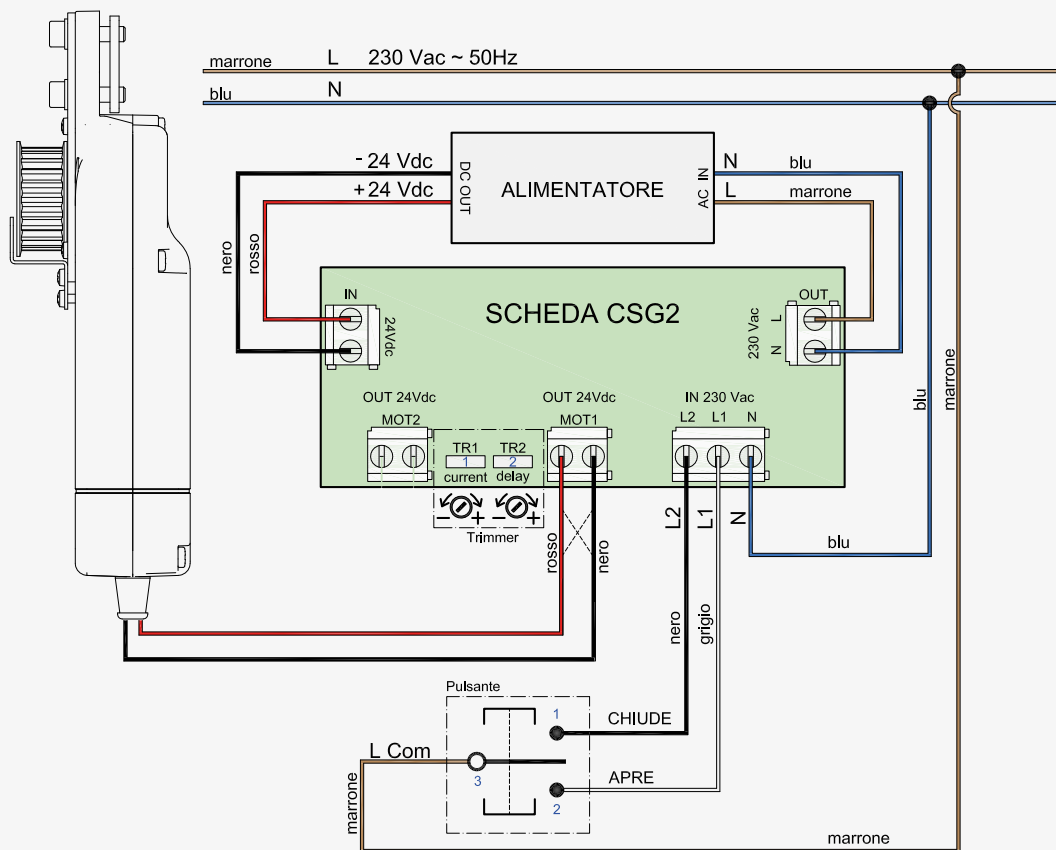 marrone L 230 Vac ~ 50Hz
blu N
- 24 Vdc
+ 24 Vdc
DC OUT
ALIMENTATORE
AC IN
N blu
L marrone
nero
rosso
IN
24Vdc
SCHEDA CSG2
OUT
230 Vac
L
N
marrone
blu
OUT 24Vdc
MOT2
TR1
1
current
TR2
2
delay
OUT 24Vdc
MOT1
IN 230 Vac
L2 L1 N
- + - +
Trimmer
rosso
nero
L2
L1
N
blu
nero
grigio
Pulsante
1
CHIUDE
L Com
3
APRE
2
marrone
marrone